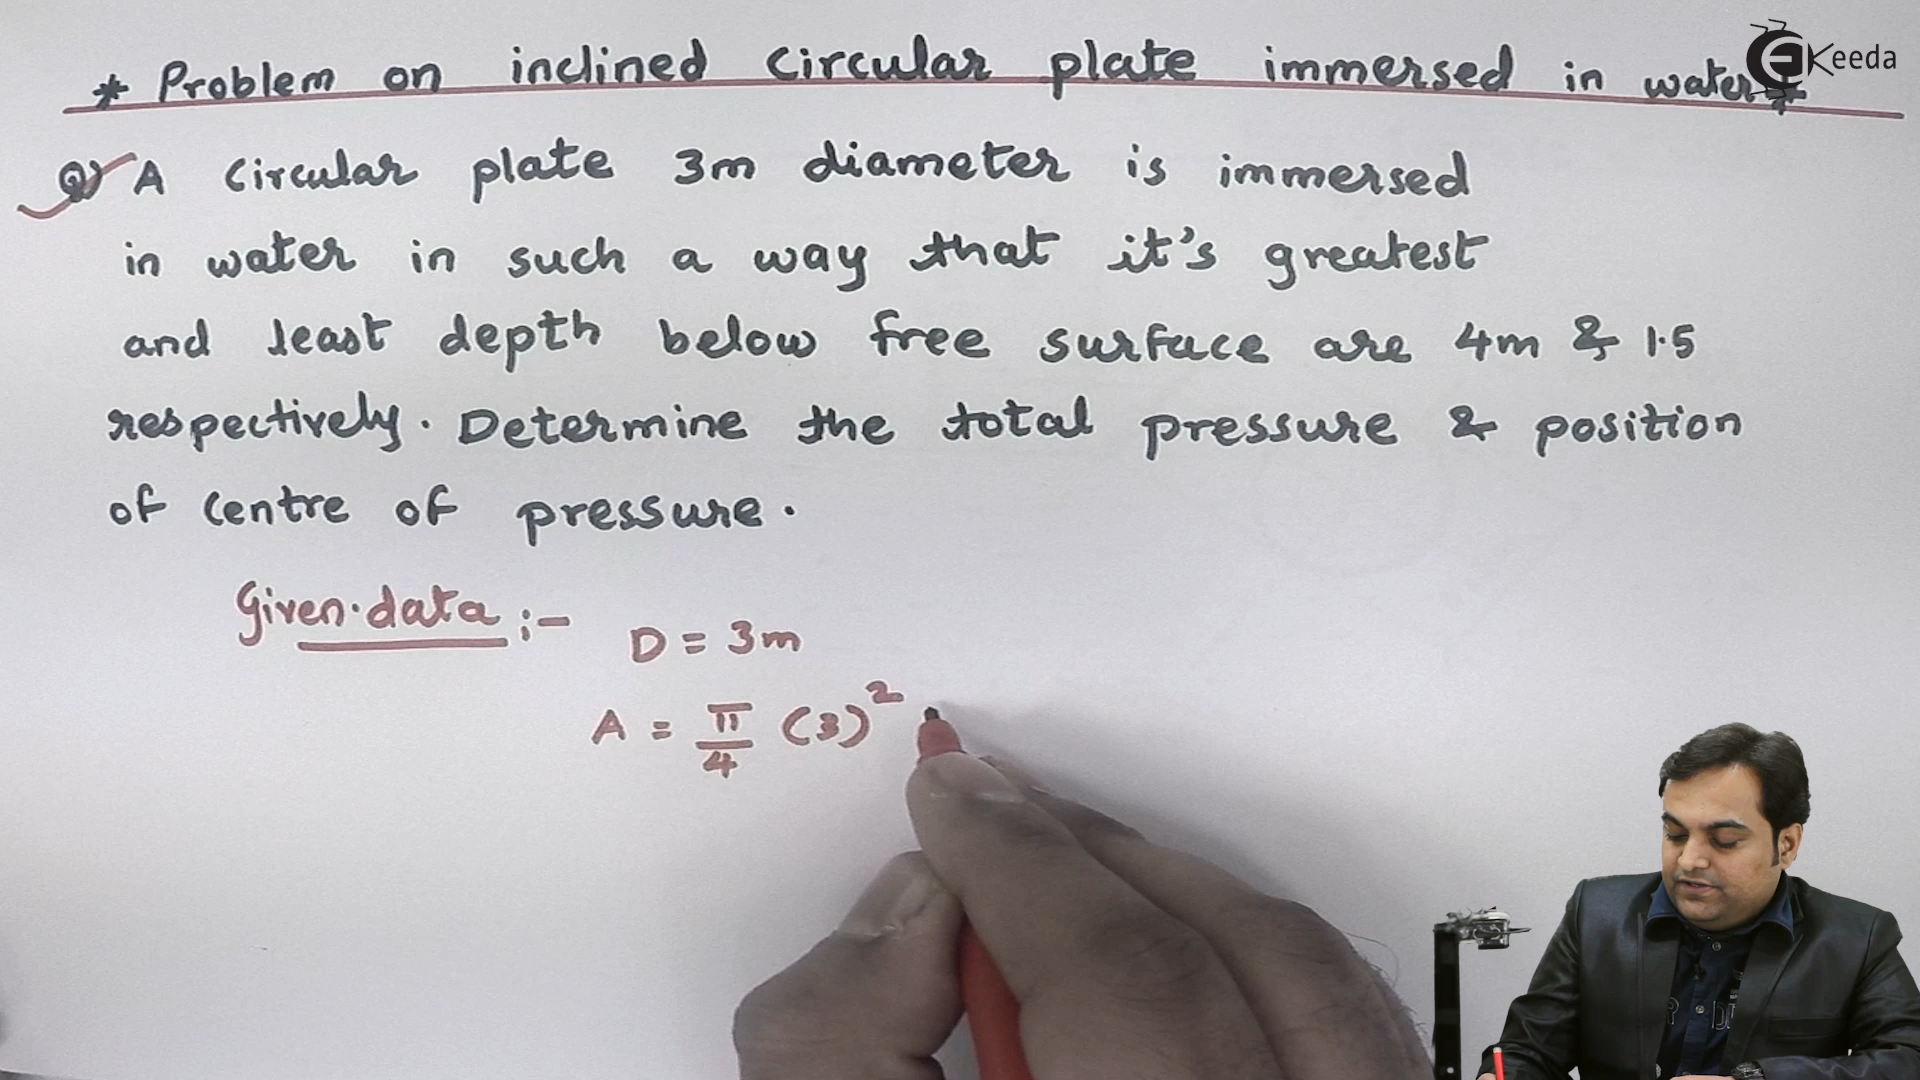 * Problem on inclined circular plate immersed in water *
Keeda
Q) A circular plate 3m diameter is immersed
in water in such a way that it's greatest
and least depth below free surface are 4m & 1.5
respectively. Determine the total pressure & position
of centre of pressure.
Given data :-
D = 3m
A = π/4 (3)²